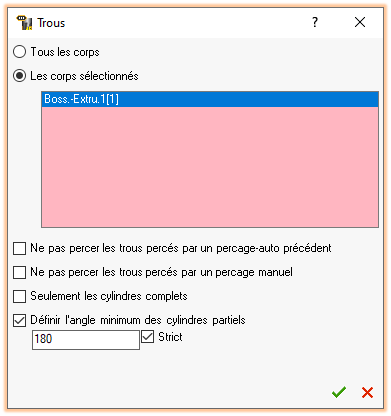 Trous
Tous les corps
Les corps sélectionnés
Boss.-Extru.1[1]
Ne pas percer les trous percés par un percage-auto précédent
Ne pas percer les trous percés par un percage manuel
Seulement les cylindres complets
Définir l'angle minimum des cylindres partiels
180
Strict